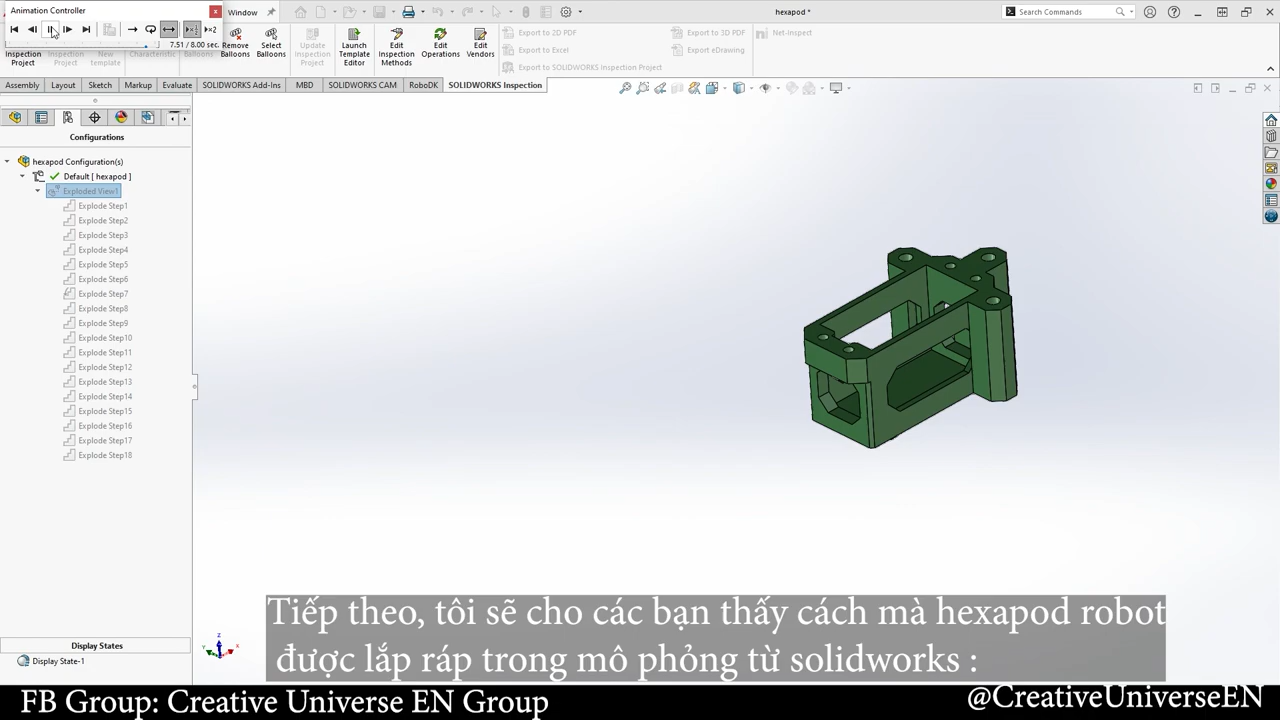 Animation Controller
Window
hexapod *
Search Commands
7.51 / 8.00 sec.
Inspection Project
Inspection Project
New template
Characteristic
Remove Balloons
Select Balloons
Update Inspection Project
Launch Template Editor
Edit Inspection Methods
Edit Operations
Edit Vendors
Export to 2D PDF
Export to Excel
Export to SOLIDWORKS Inspection Project
Export to 3D PDF
Export eDrawing
Net-Inspect
Assembly
Layout
Sketch
Markup
Evaluate
SOLIDWORKS Add-Ins
MBD
SOLIDWORKS CAM
RoboDK
SOLIDWORKS Inspection
Configurations
hexapod Configuration(s)
Default [ hexapod ]
Exploded View1
Explode Step1
Explode Step2
Explode Step3
Explode Step4
Explode Step5
Explode Step6
Explode Step7
Explode Step8
Explode Step9
Explode Step10
Explode Step11
Explode Step12
Explode Step13
Explode Step14
Explode Step15
Explode Step16
Explode Step17
Explode Step18
Display States
Display State-1
Tiếp theo, tôi sẽ cho các bạn thấy cách mà hexapod robot
được lắp ráp trong mô phỏng từ solidworks :
FB Group: Creative Universe EN Group
@CreativeUniverseEN